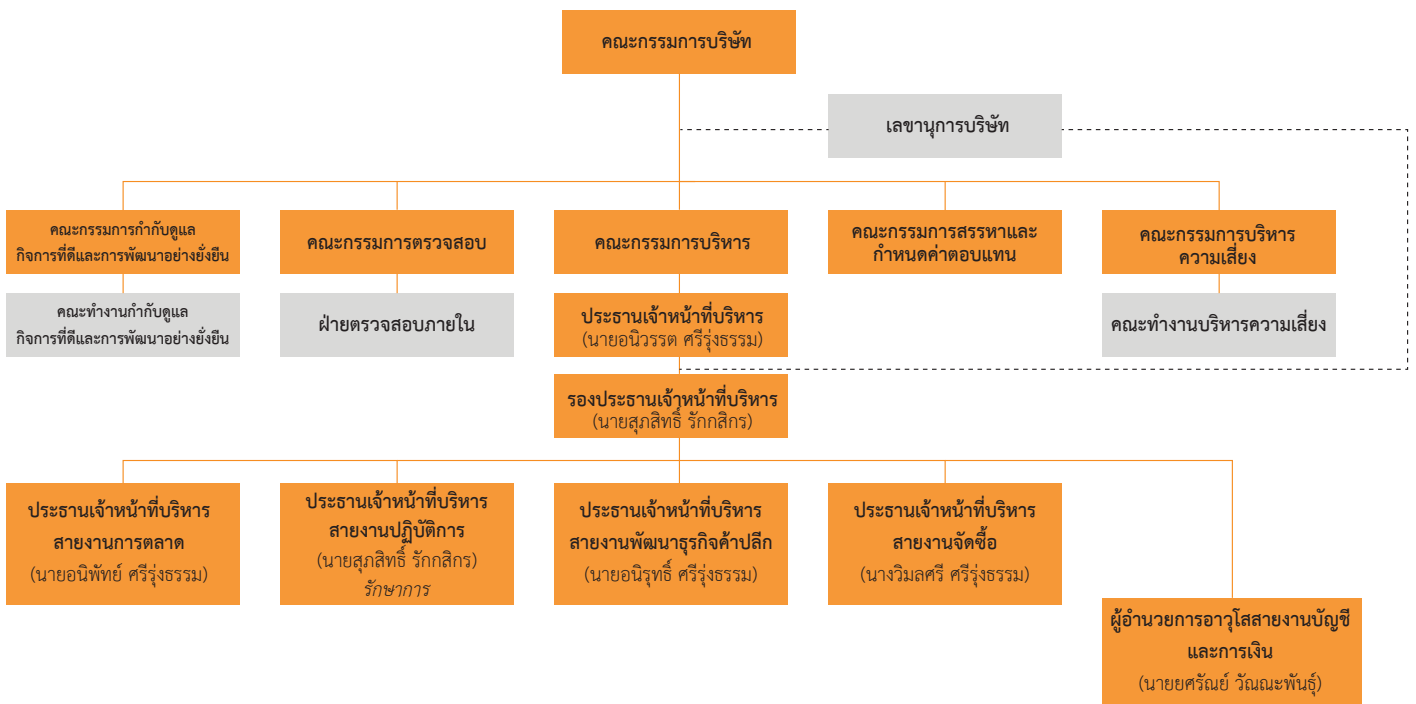 คณะกรรมการบริษัท
เลขานุการบริษัท
คณะกรรมการกำกับดูแล
กิจการที่ดีและการพัฒนาอย่างยั่งยืน
คณะกรรมการตรวจสอบ
คณะกรรมการบริหาร
คณะกรรมการสรรหาและ
กำหนดค่าตอบแทน
คณะกรรมการบริหาร
ความเสี่ยง
คณะทำงานกำกับดูแล
กิจการที่ดีและการพัฒนาอย่างยั่งยืน
ฝ่ายตรวจสอบภายใน
ประธานเจ้าหน้าที่บริหาร
(นายอนิวรรต ศรีรุ่งธรรม)
คณะทำงานบริหารความเสี่ยง
รองประธานเจ้าหน้าที่บริหาร
(นายสุภสิทธิ์ รักกสิกร)
ประธานเจ้าหน้าที่บริหาร
สายงานการตลาด
(นายอนิพัทย์ ศรีรุ่งธรรม)
ประธานเจ้าหน้าที่บริหาร
สายงานปฏิบัติการ
(นายสุภสิทธิ์ รักกสิกร)
รักษาการ
ประธานเจ้าหน้าที่บริหาร
สายงานพัฒนาธุรกิจค้าปลีก
(นายอนิรุทธิ์ ศรีรุ่งธรรม)
ประธานเจ้าหน้าที่บริหาร
สายงานจัดซื้อ
(นางวิมลศรี ศรีรุ่งธรรม)
ผู้อำนวยการอาวุโสสายงานบัญชี
และการเงิน
(นายยศรัณย์ วัณณะพันธุ์)